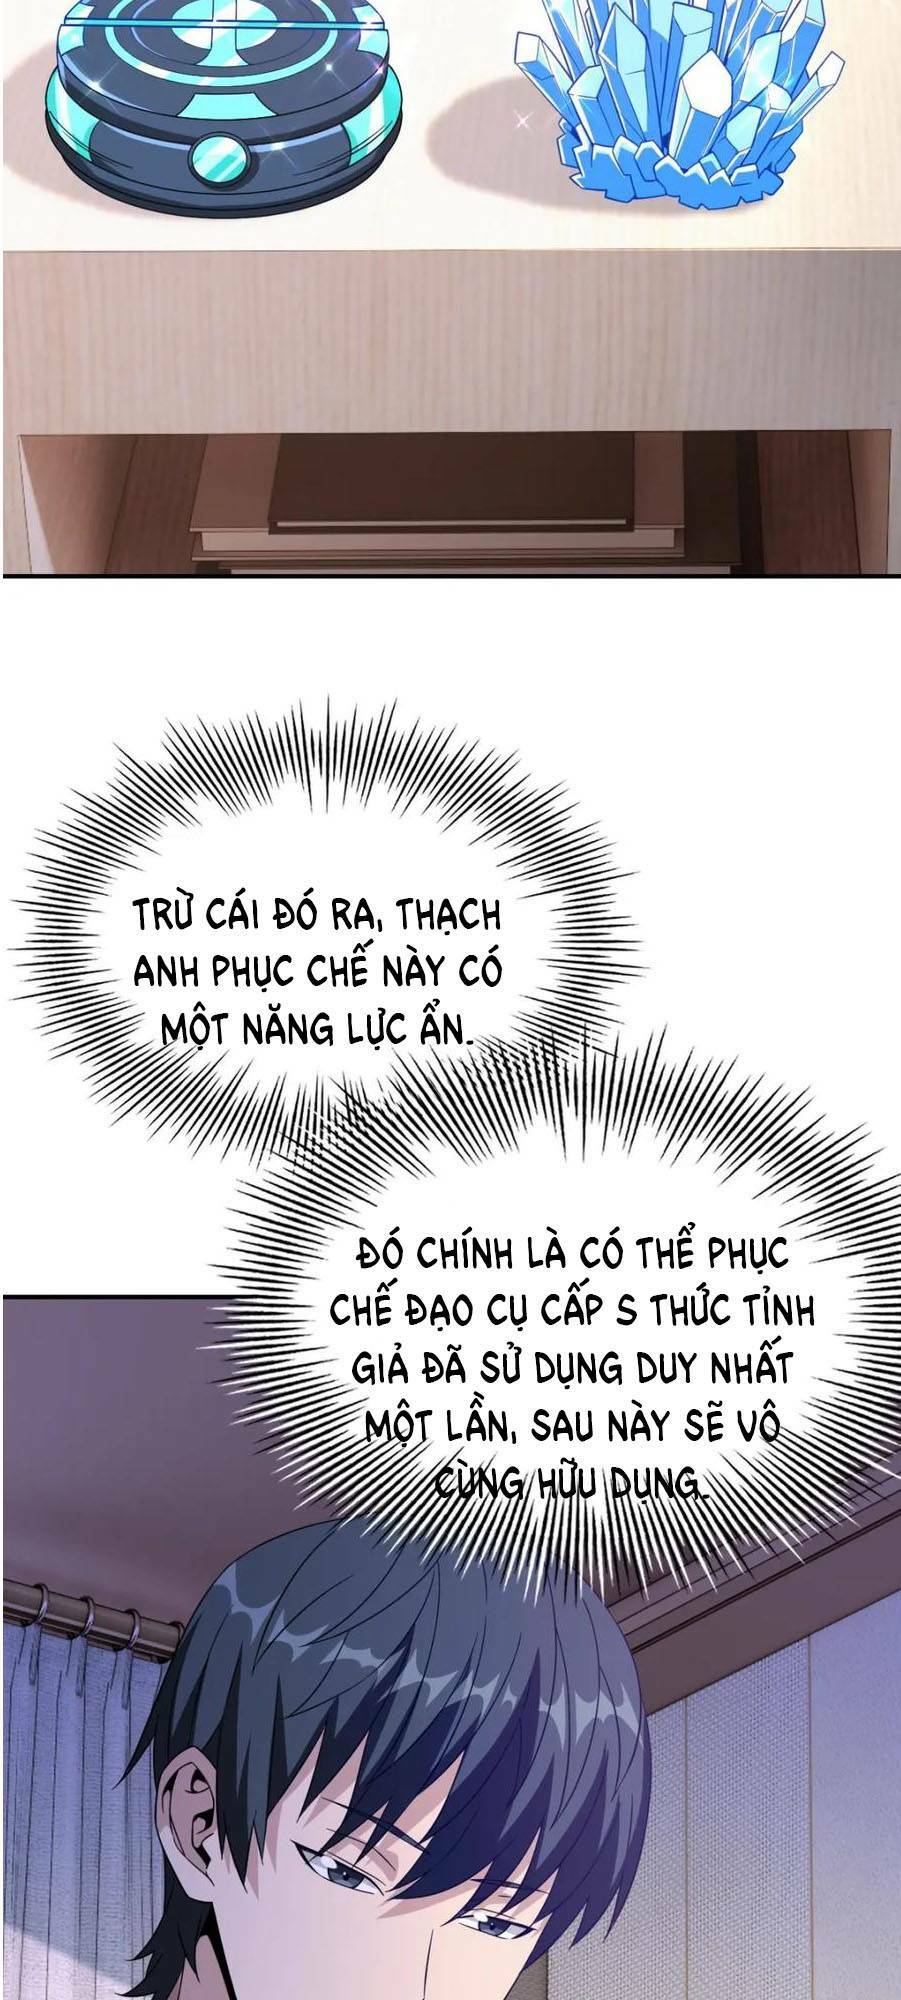 TRỪ CÁI ĐÓ RA, THẠCH
ANH PHỤC CHẾ NÀY CÓ
MỘT NĂNG LỰC ẨN.
ĐÓ CHÍNH LÀ CÓ THỂ PHỤC
CHẾ ĐẠO CỤ CẤP S THỨC TỈNH
GIẢ ĐÃ SỬ DỤNG DUY NHẤT
MỘT LẦN, SAU NÀY SẼ VÔ
CÙNG HỮU DỤNG.